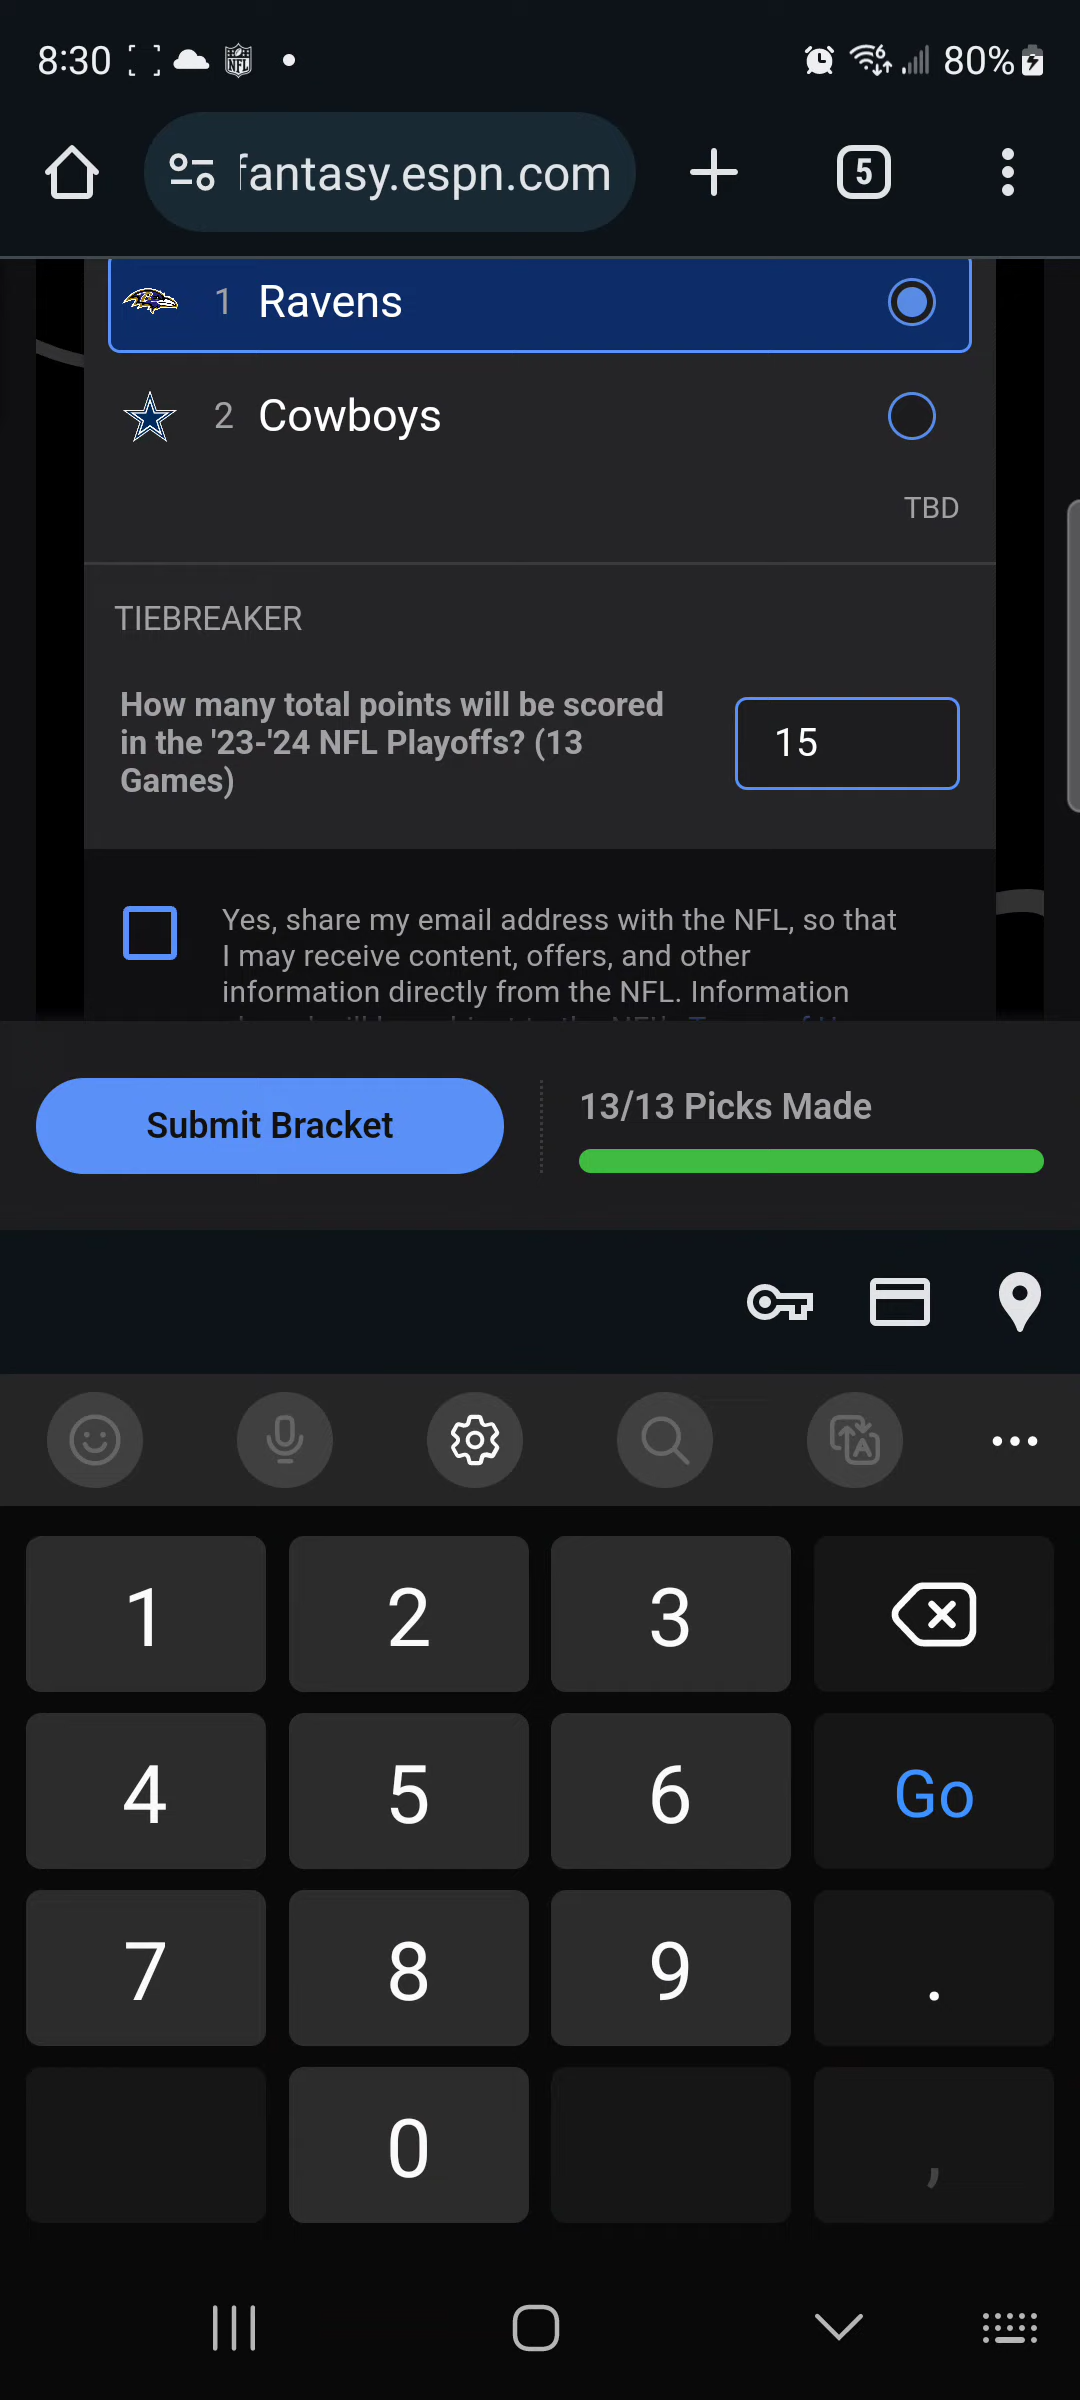 8:30
NFL
6
80%
fantasy.espn.com
5
1 Ravens
2 Cowboys
TBD
TIEBREAKER
How many total points will be scored
in the '23-'24 NFL Playoffs? (13
Games)
15
Yes, share my email address with the NFL, so that
I may receive content, offers, and other
information directly from the NFL. Information
Submit Bracket
13/13 Picks Made
A
1 2 3
4 5 6 Go
7 8 9 .
0 ,